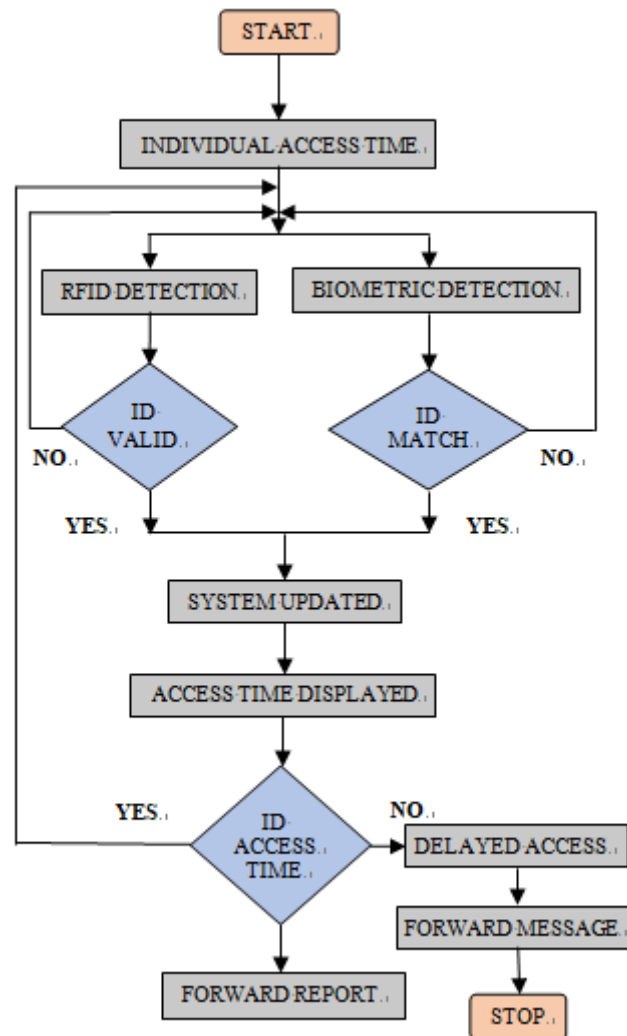 START
INDIVIDUAL ACCESS TIME
RFID DETECTION
BIOMETRIC DETECTION
ID
VALID
ID
MATCH
NO
NO
YES
YES
SYSTEM UPDATED
ACCESS TIME DISPLAYED
YES
NO
ID
ACCESS
TIME
DELAYED ACCESS
FORWARD MESSAGE
FORWARD REPORT
STOP